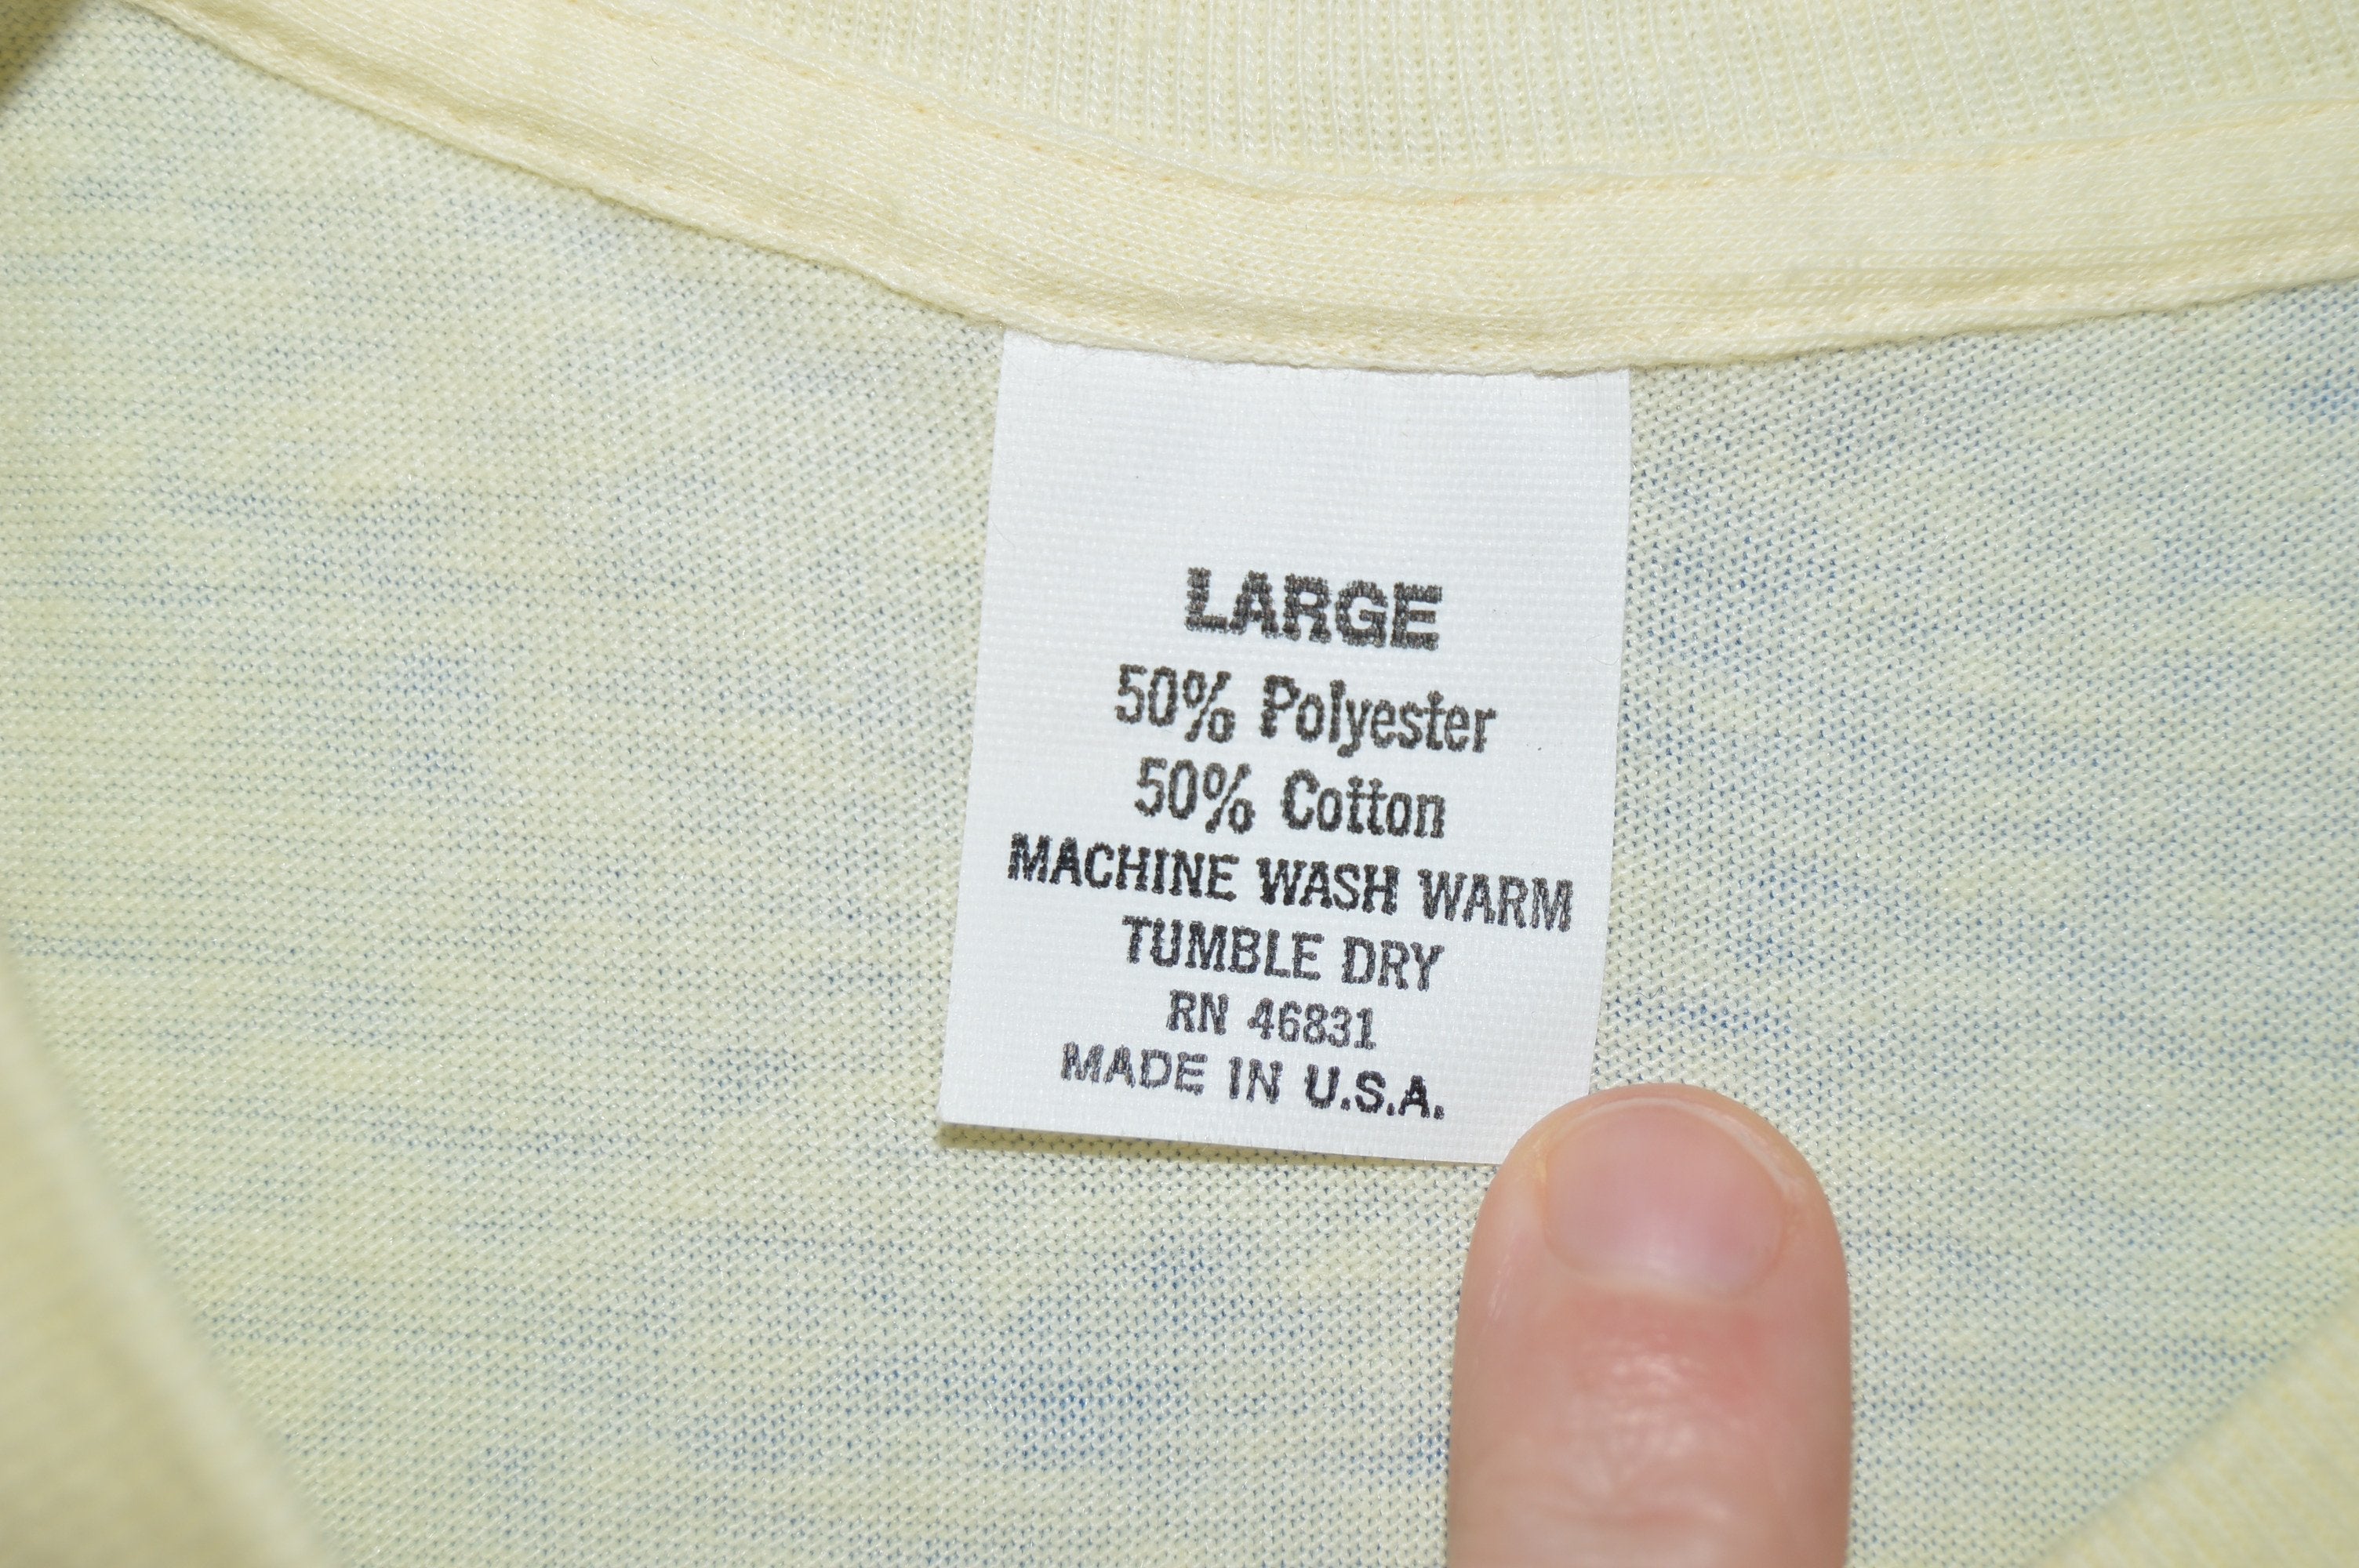 LARGE
50% Polyester
50% Cotton
MACHINE WASH WARM
TUMBLE DRY
RN 46831
MADE IN U.S.A.